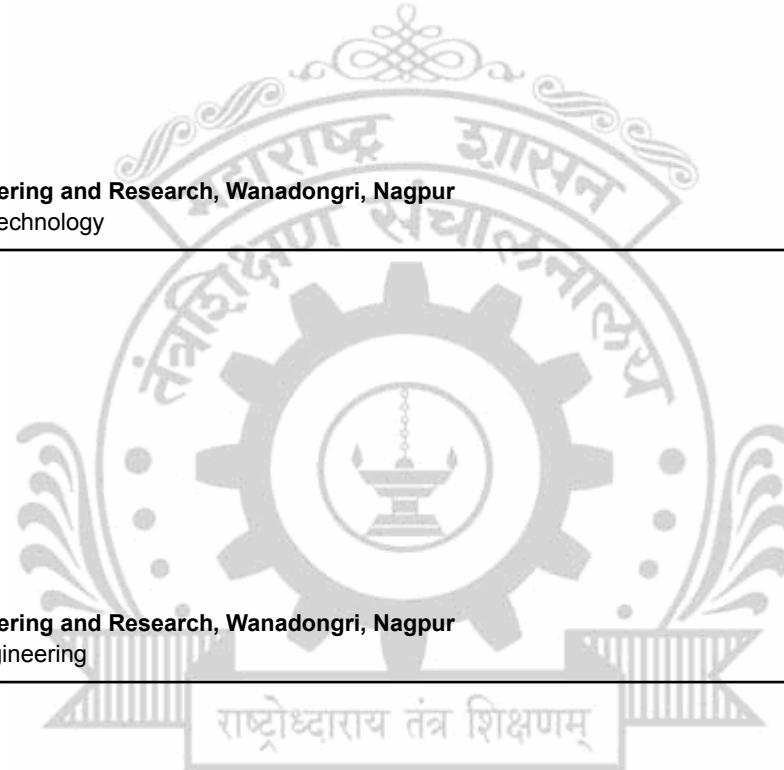 महाराष्ट्र शासन
ering and Research, Wanadongri, Nagpur
echnology
तंत्रशिक्षण संचालनालय
ering and Research, Wanadongri, Nagpur
gineering
राष्ट्रोध्दाराय तंत्र शिक्षणम्